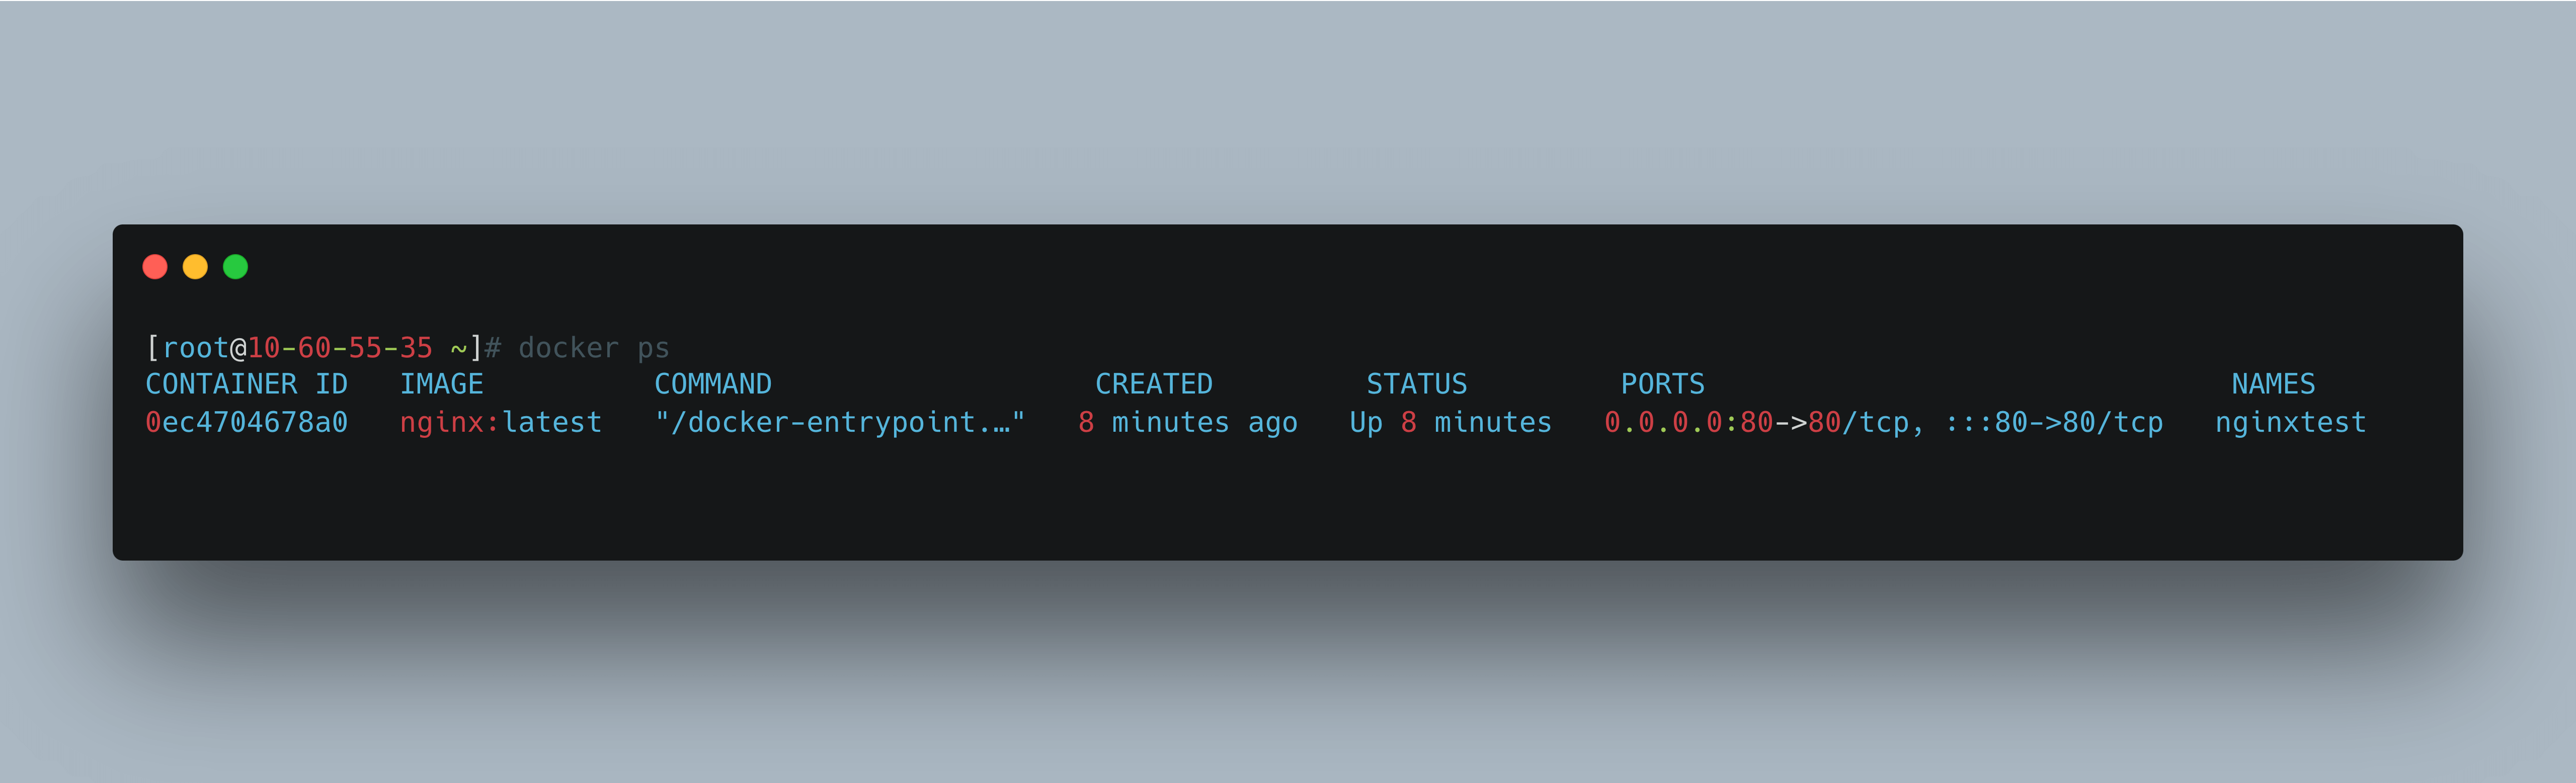 [root@10-60-55-35 ~]# docker ps
CONTAINER ID   IMAGE          COMMAND                   CREATED         STATUS         PORTS                               NAMES
0ec4704678a0   nginx:latest   "/docker-entrypoint.…"   8 minutes ago   Up 8 minutes   0.0.0.0:80->80/tcp, :::80->80/tcp   nginxtest